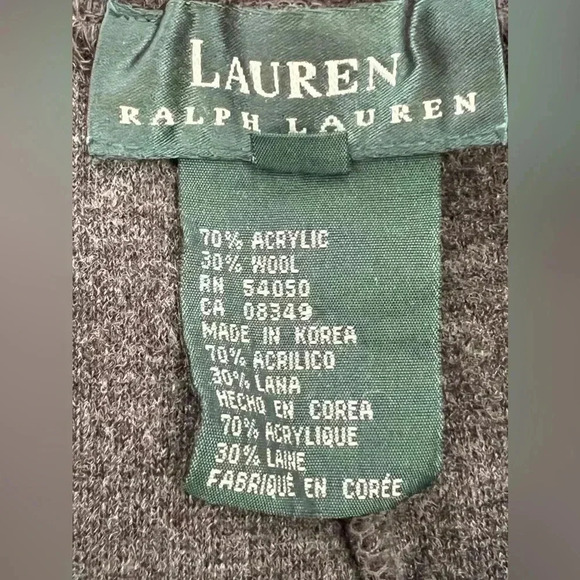 LAUREN
RALPH LAUREN
70% ACRYLIC
30% WOOL
RN 54050
CA 08349
MADE IN KOREA
70% ACRILICO
30% LANA
HECHO EN COREA
70% ACRYLIQUE
30% LAINE
FABRIQUÉ EN CORÉE